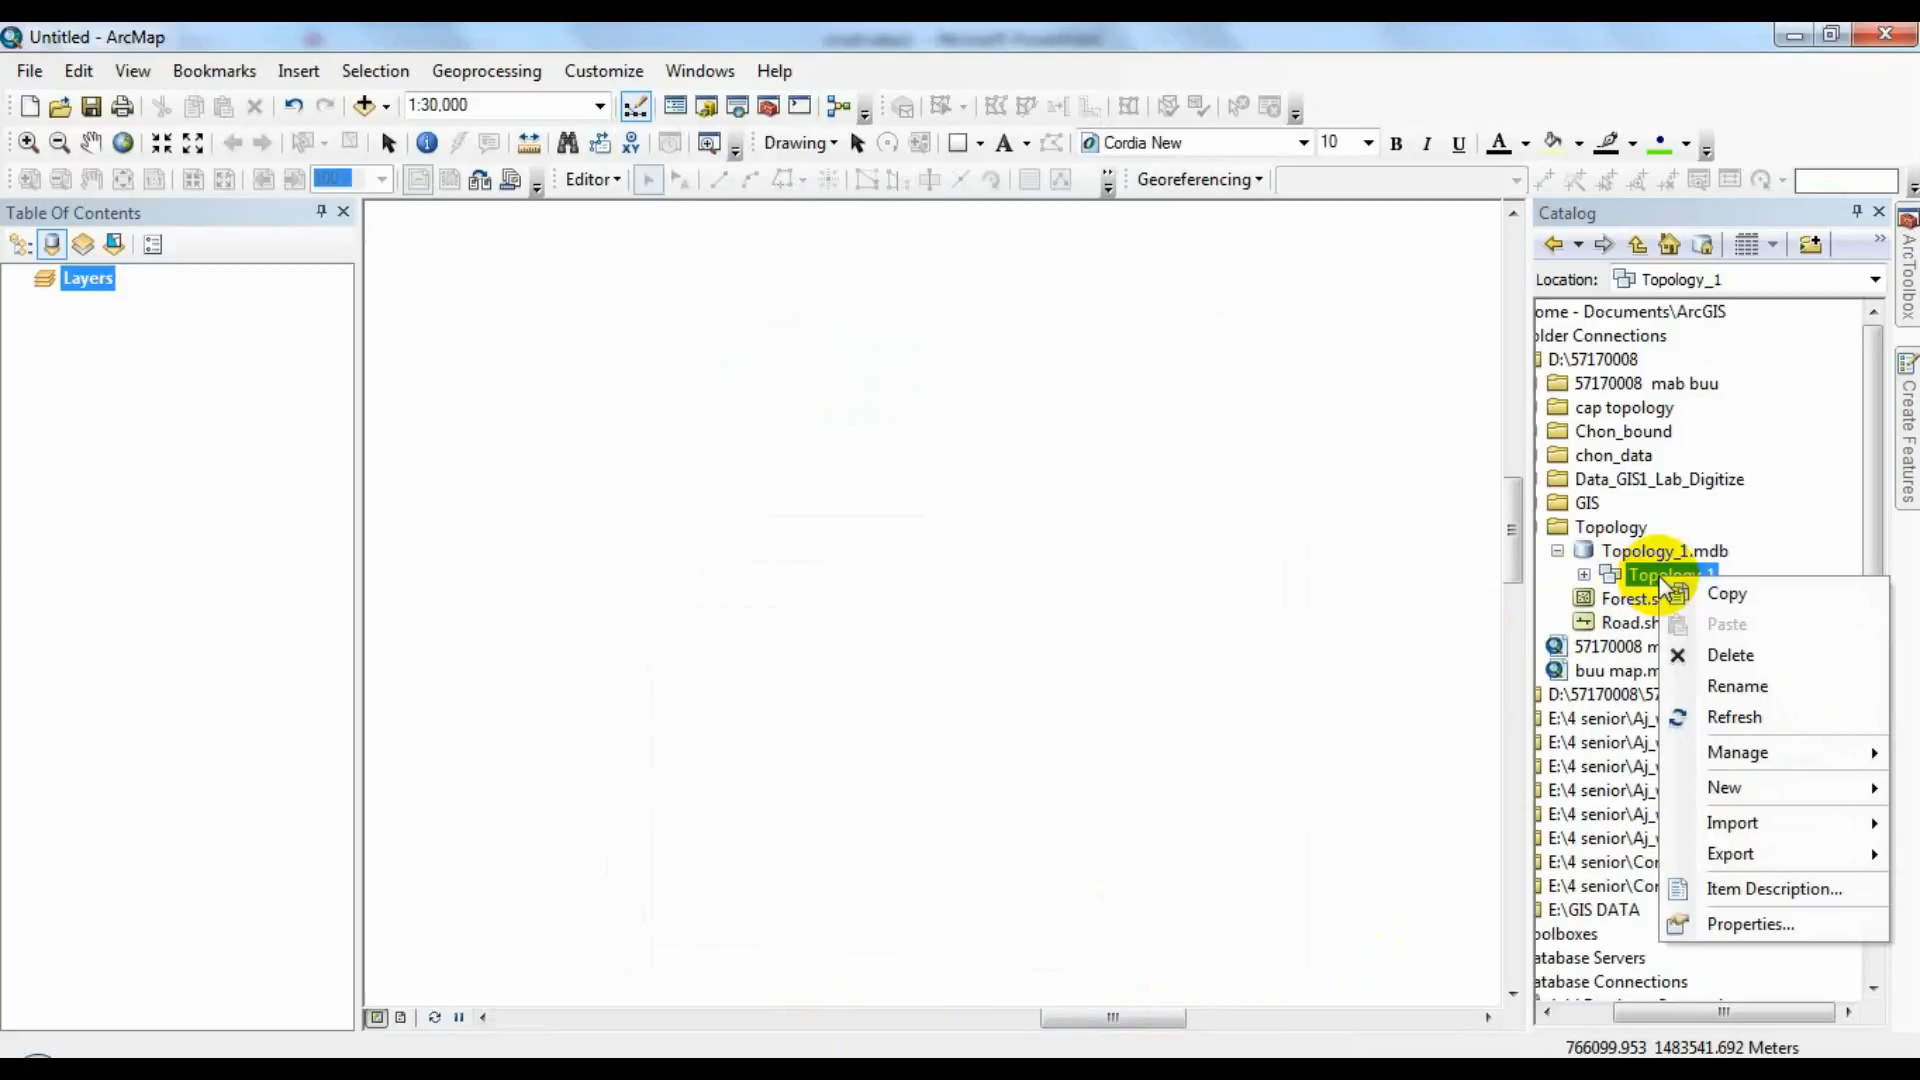 Untitled - ArcMap
File Edit View Bookmarks Insert Selection Geoprocessing Customize Windows Help
1:30,000
Drawing Cordia New 10 B I U A
Editor Georeferencing
Table Of Contents
Layers
Catalog
Location: Topology_1
ome - Documents\ArcGIS
older Connections
D:\57170008
57170008 mab buu
cap topology
Chon_bound
chon_data
Data_GIS1_Lab_Digitize
GIS
Topology
Topology_1.mdb
Topology_1
Forest.s
Road.sh
57170008 m
buu map.m
D:\57170008\57
E:\4 senior\Aj_
E:\4 senior\Aj_
E:\4 senior\Aj_
E:\4 senior\Aj_
E:\4 senior\Aj_
E:\4 senior\Aj_
E:\4 senior\Cor
E:\4 senior\Cor
E:\GIS DATA
oolboxes
atabase Servers
atabase Connections
Copy
Paste
Delete
Rename
Refresh
Manage
New
Import
Export
Item Description...
Properties...
ArcToolbox
Create Features
766099.953 1483541.692 Meters